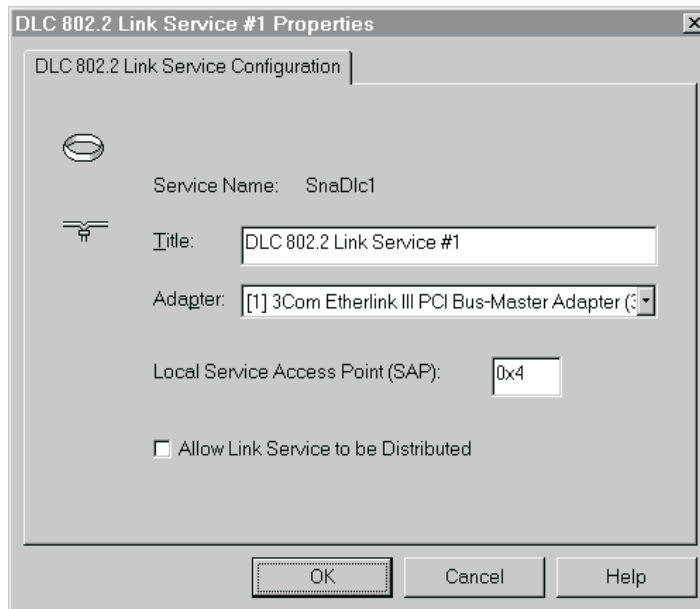 DLC 802.2 Link Service #1 Properties
DLC 802.2 Link Service Configuration
Service Name: SnaDlc1
Title: DLC 802.2 Link Service #1
Adapter: [1] 3Com Etherlink III PCI Bus-Master Adapter (3
Local Service Access Point (SAP): 0x4
Allow Link Service to be Distributed
OK Cancel Help